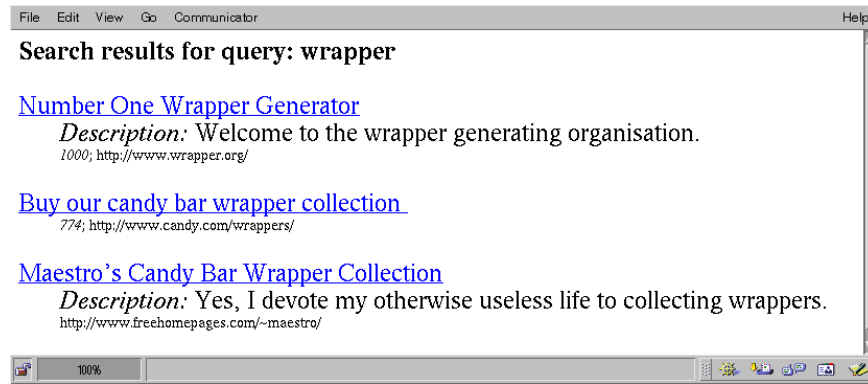 File Edit View Go Communicator Help
Search results for query: wrapper
Number One Wrapper Generator
Description: Welcome to the wrapper generating organisation.
1000; http://www.wrapper.org/
Buy our candy bar wrapper collection
774; http://www.candy.com/wrappers/
Maestro's Candy Bar Wrapper Collection
Description: Yes, I devote my otherwise useless life to collecting wrappers.
http://www.freehomepages.com/~maestro/
100%